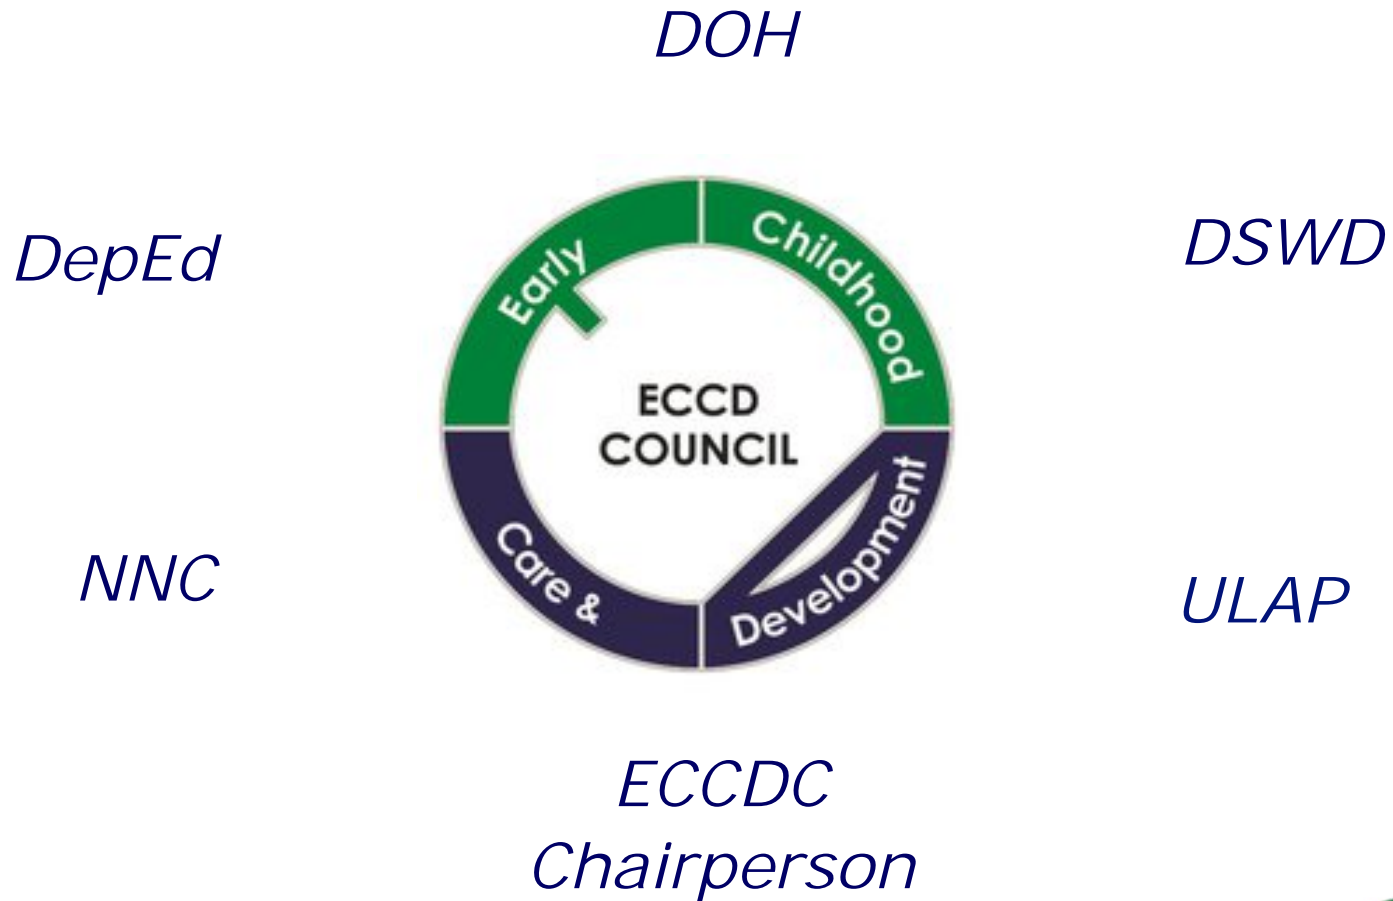 DOH
DepEd
DSWD
Early
Childhood
ECCD
COUNCIL
Care &
Development
NNC
ULAP
ECCDC
Chairperson